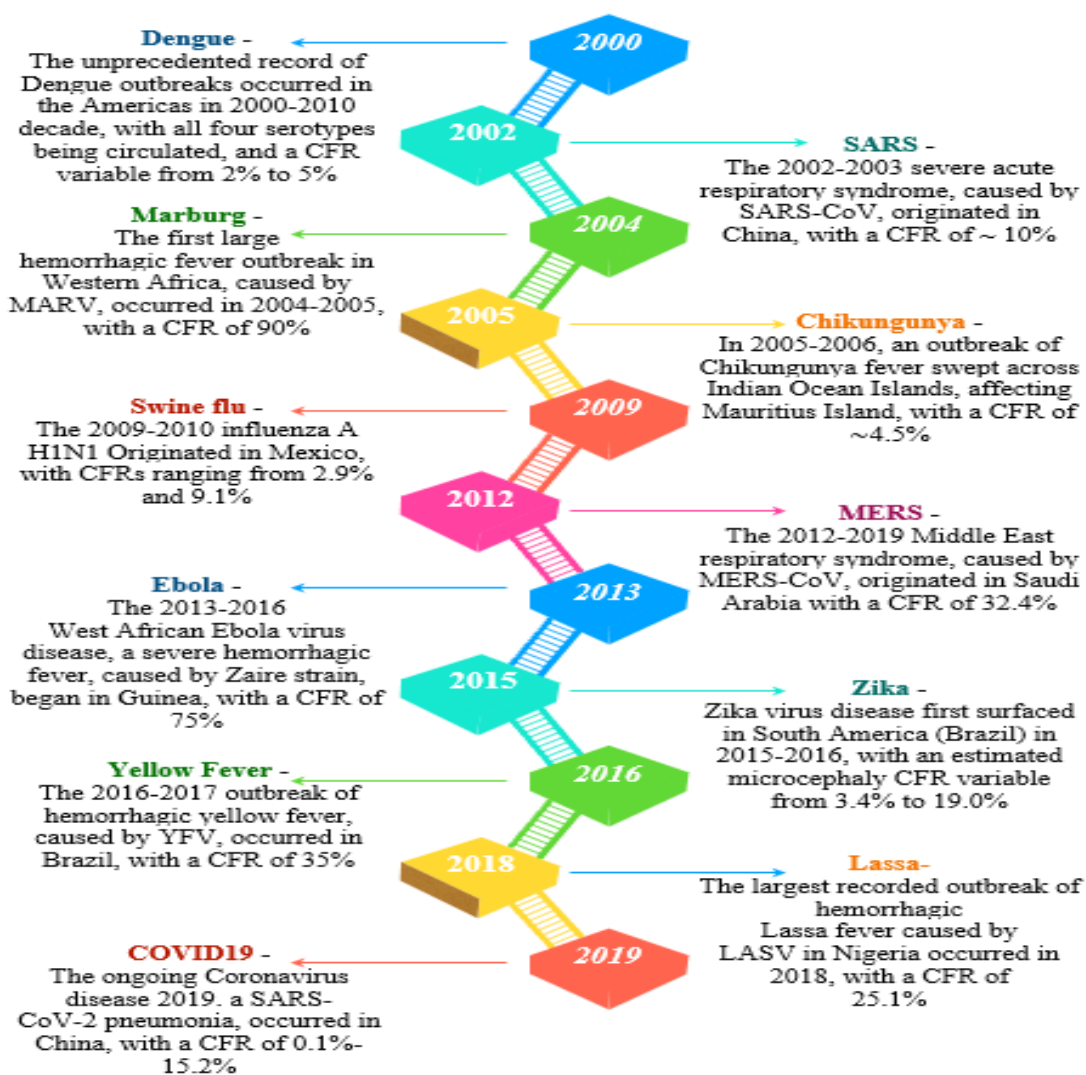 2000
Dengue -
The unprecedented record of
Dengue outbreaks occurred in
the Americas in 2000-2010
decade, with all four serotypes
being circulated, and a CFR
variable from 2% to 5%
2002
SARS -
The 2002-2003 severe acute
respiratory syndrome, caused by
SARS-CoV, originated in
China, with a CFR of ~ 10%
2004
Marburg -
The first large
hemorrhagic fever outbreak in
Western Africa, caused by
MARV, occurred in 2004-2005,
with a CFR of 90%
2005
Chikungunya -
In 2005-2006, an outbreak of
Chikungunya fever swept across
Indian Ocean Islands, affecting
Mauritius Island, with a CFR of
~4.5%
2009
Swine flu -
The 2009-2010 influenza A
H1N1 Originated in Mexico,
with CFRs ranging from 2.9%
and 9.1%
2012
MERS -
The 2012-2019 Middle East
respiratory syndrome, caused by
MERS-CoV, originated in Saudi
Arabia with a CFR of 32.4%
2013
Ebola -
The 2013-2016
West African Ebola virus
disease, a severe hemorrhagic
fever, caused by Zaire strain,
began in Guinea, with a CFR of
75%
2015
Zika -
Zika virus disease first surfaced
in South America (Brazil) in
2015-2016, with an estimated
microcephaly CFR variable
from 3.4% to 19.0%
2016
Yellow Fever -
The 2016-2017 outbreak of
hemorrhagic yellow fever,
caused by YFV, occurred in
Brazil, with a CFR of 35%
2018
Lassa-
The largest recorded outbreak of
hemorrhagic
Lassa fever caused by
LASV in Nigeria occurred in
2018, with a CFR of
25.1%
2019
COVID19 -
The ongoing Coronavirus
disease 2019. a SARS-
CoV-2 pneumonia, occurred in
China, with a CFR of 0.1%-
15.2%